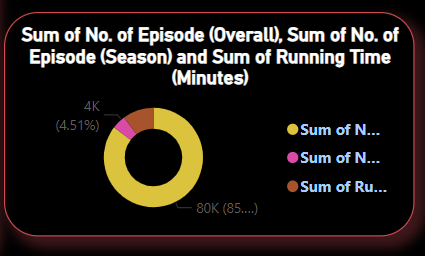 Sum of No. of Episode (Overall), Sum of No. of
Episode (Season) and Sum of Running Time
(Minutes)
4K
(4.51%)
Sum of N...
Sum of N...
Sum of Ru...
80K (85....)